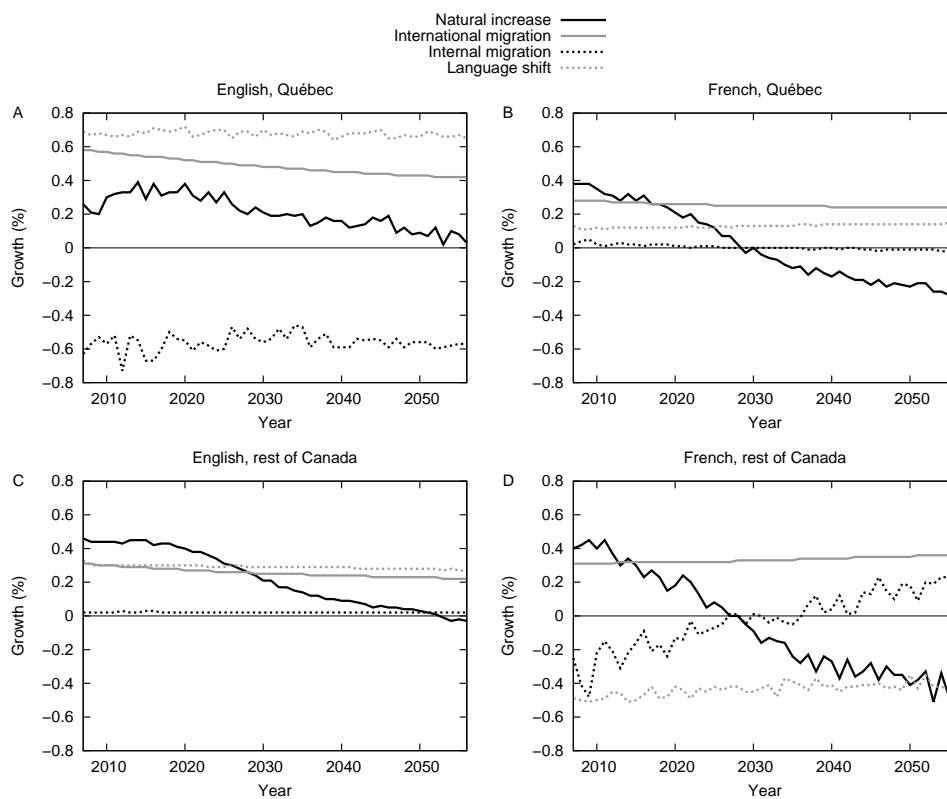 Natural increase
International migration
Internal migration
Language shift
A
English, Québec
0.8
0.6
0.4
0.2
0
−0.2
−0.4
−0.6
−0.8
Growth (%)
2010 2020 2030 2040 2050
Year
B
French, Québec
0.8
0.6
0.4
0.2
0
−0.2
−0.4
−0.6
−0.8
Growth (%)
2010 2020 2030 2040 2050
Year
C
English, rest of Canada
0.8
0.6
0.4
0.2
0
−0.2
−0.4
−0.6
−0.8
Growth (%)
2010 2020 2030 2040 2050
Year
D
French, rest of Canada
0.8
0.6
0.4
0.2
0
−0.2
−0.4
−0.6
−0.8
Growth (%)
2010 2020 2030 2040 2050
Year